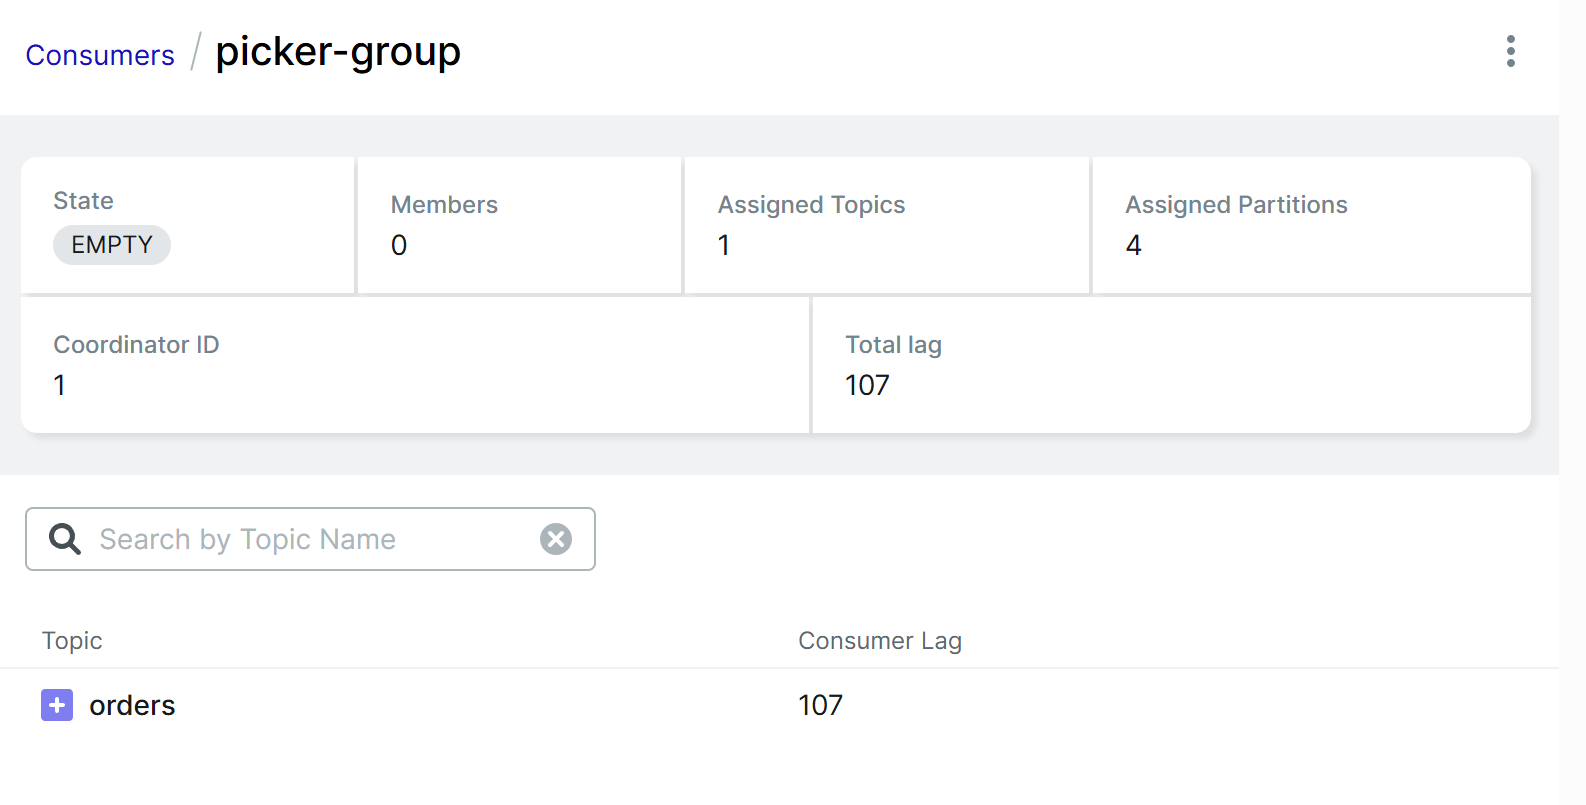 Consumers / picker-group
State
EMPTY
Members
0
Assigned Topics
1
Assigned Partitions
4
Coordinator ID
1
Total lag
107
Search by Topic Name
Topic Consumer Lag
orders 107